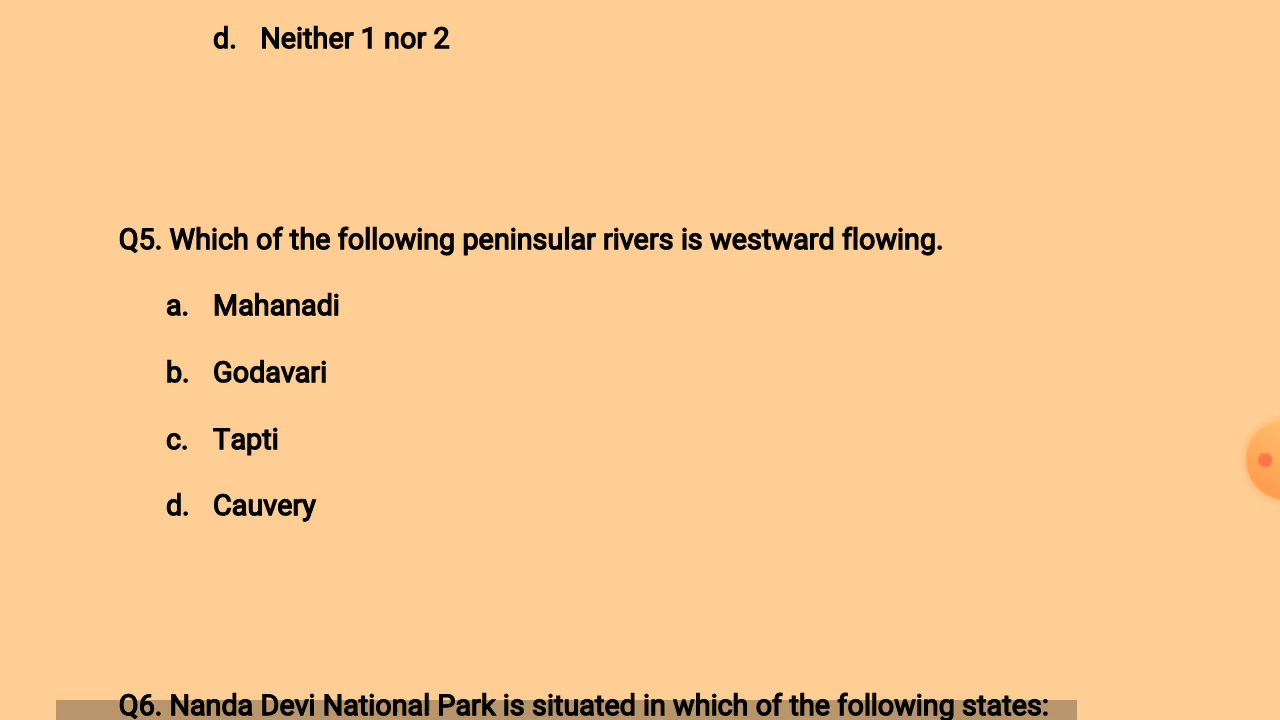 d. Neither 1 nor 2
Q5. Which of the following peninsular rivers is westward flowing.
a. Mahanadi
b. Godavari
c. Tapti
d. Cauvery
Q6. Nanda Devi National Park is situated in which of the following states: